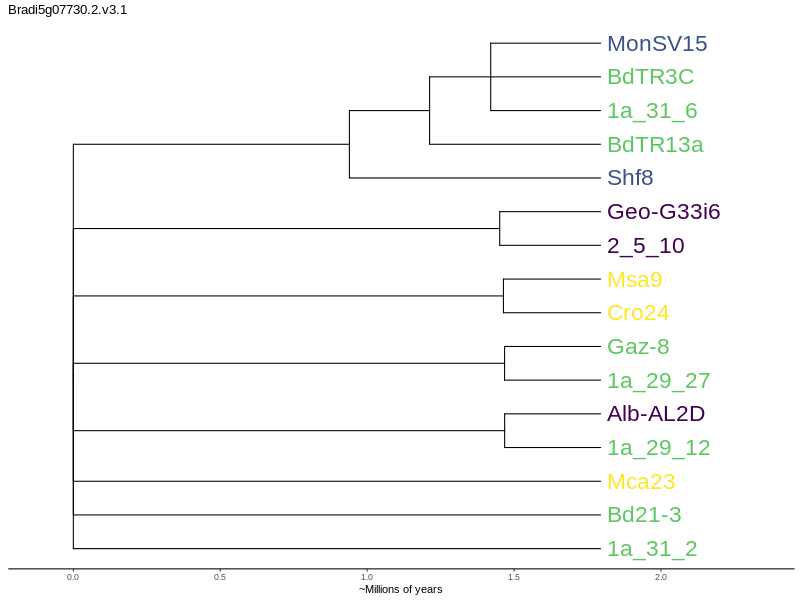 Bradi5g07730.2.v3.1
MonSV15
BdTR3C
1a_31_6
BdTR13a
Shf8
Geo-G33i6
2_5_10
Msa9
Cro24
Gaz-8
1a_29_27
Alb-AL2D
1a_29_12
Mca23
Bd21-3
1a_31_2
0.0 0.5 1.0 1.5 2.0
~Millions of years